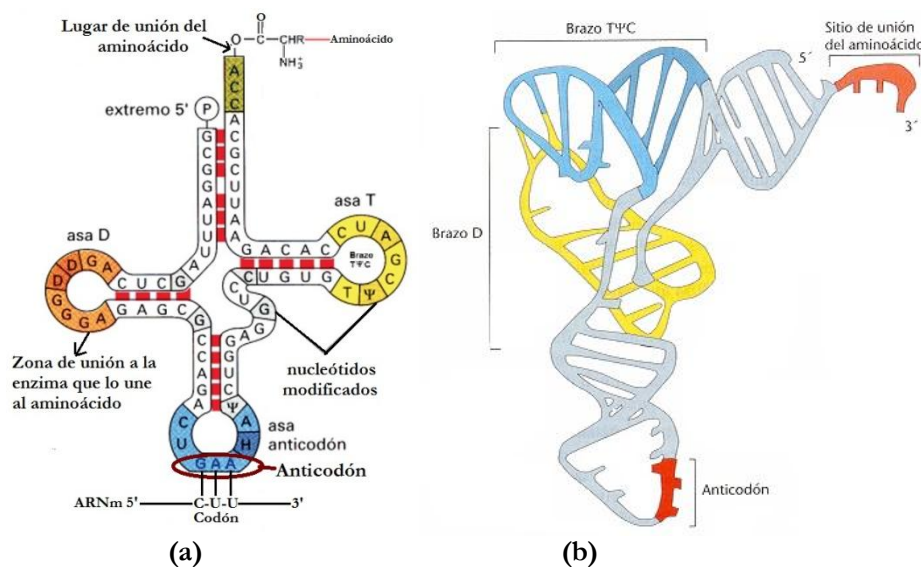 Lugar de unión del
aminoácido
O
O
C
CHR
Aminoácido
NH₃⁺
A
C
C
P
extremo 5'
A
C
G
C
U
U
A
A
G
C
G
G
A
U
U
U
A
asa T
G A C A C
C U A G C
Brazo
TΨC
C U G U G T Ψ
asa D
G G G D D G A
C U C G
G A G C G
A
Zona de unión a la
enzima que lo une
al aminoácido
nucleótidos
modificados
C
C
A
G
A
C
U
G A A
H
A
Ψ
asa
anticodón
Anticodón
ARNm 5'
C-U-U
3'
Codón
(a)
Brazo TΨC
Sitio de unión
del aminoácido
5´
3´
Brazo D
Anticodón
(b)